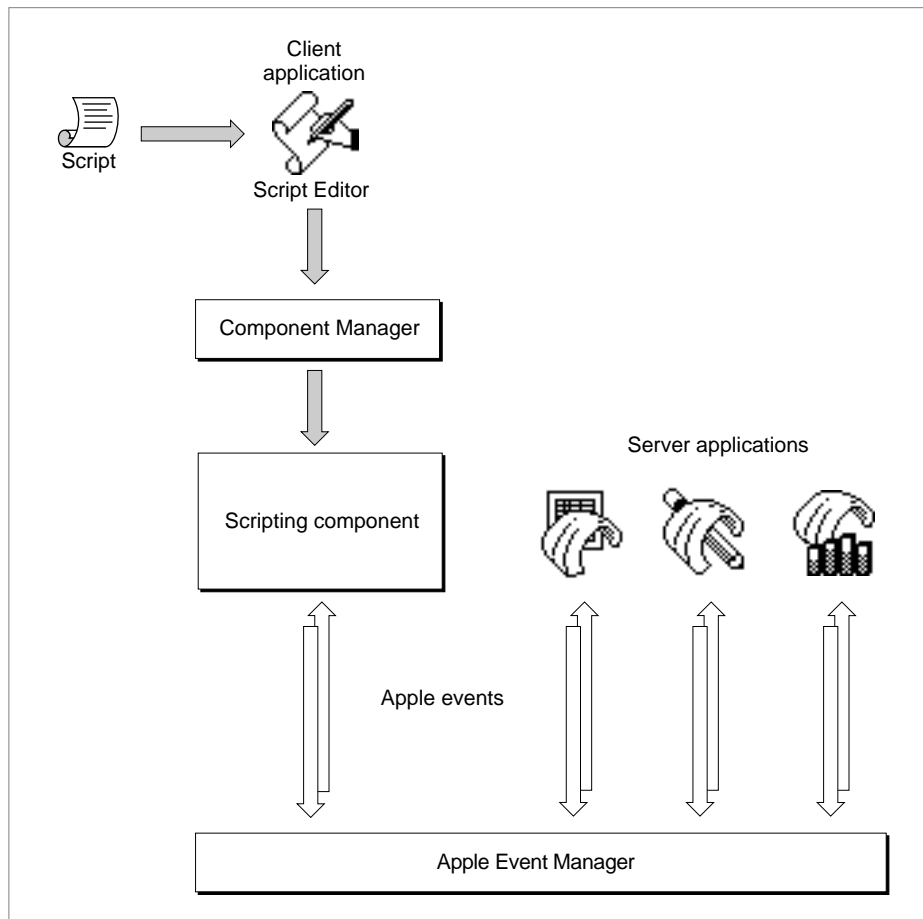 Client
application
Script
Script Editor
Component Manager
Server applications
Scripting component
Apple events
Apple Event Manager